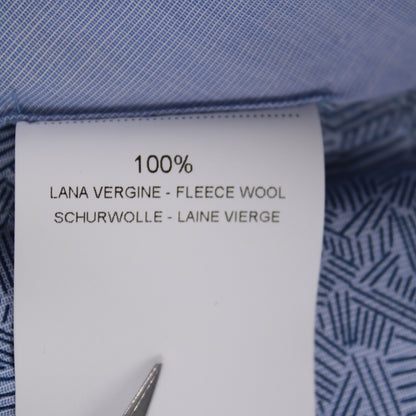 100%
LANA VERGINE - FLEECE WOOL
SCHURWOLLE - LAINE VIERGE